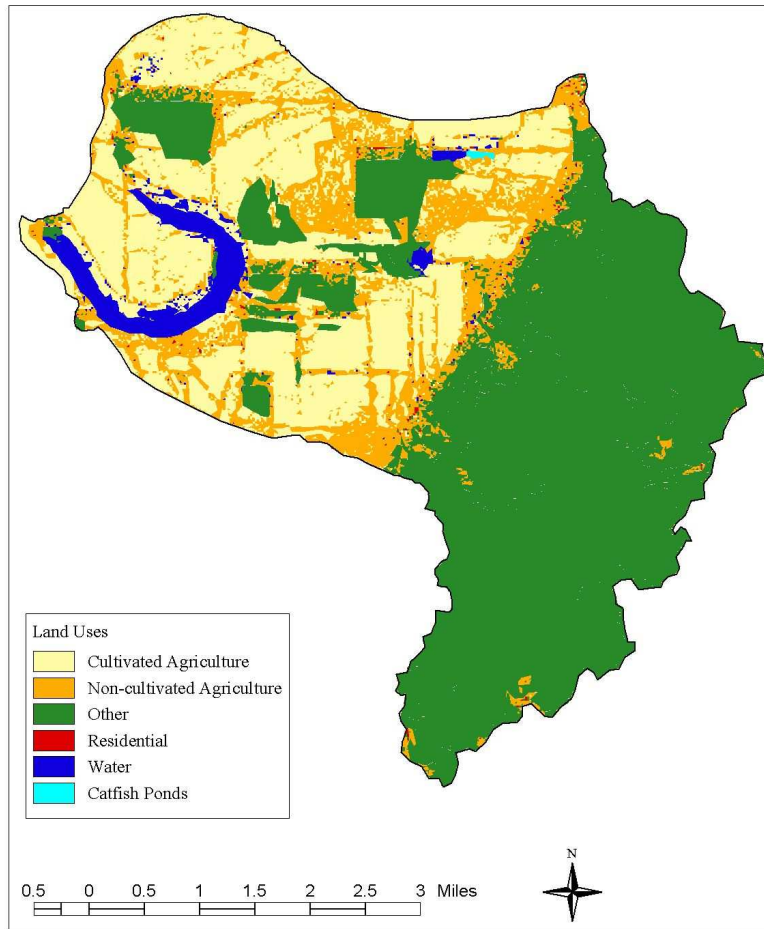 Land Uses
Cultivated Agriculture
Non-cultivated Agriculture
Other
Residential
Water
Catfish Ponds
N
0.5 0 0.5 1 1.5 2 2.5 3 Miles